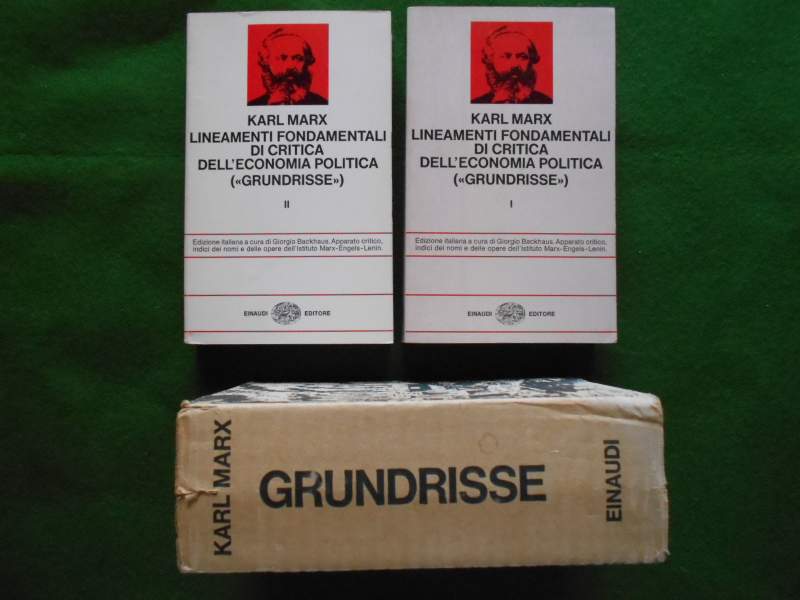 KARL MARX
LINEAMENTI FONDAMENTALI
DI CRITICA
DELL'ECONOMIA POLITICA
(«GRUNDRISSE»)
II
Edizione italiana a cura di Giorgio Backhaus. Apparato critico,
indici dei nomi e delle opere dell'Istituto Marx-Engels-Lenin.
EINAUDI EDITORE
KARL MARX
LINEAMENTI FONDAMENTALI
DI CRITICA
DELL'ECONOMIA POLITICA
(«GRUNDRISSE»)
I
Edizione italiana a cura di Giorgio Backhaus. Apparato critico,
indici dei nomi e delle opere dell'Istituto Marx-Engels-Lenin.
EINAUDI EDITORE
KARL MARX
GRUNDRISSE
EINAUDI